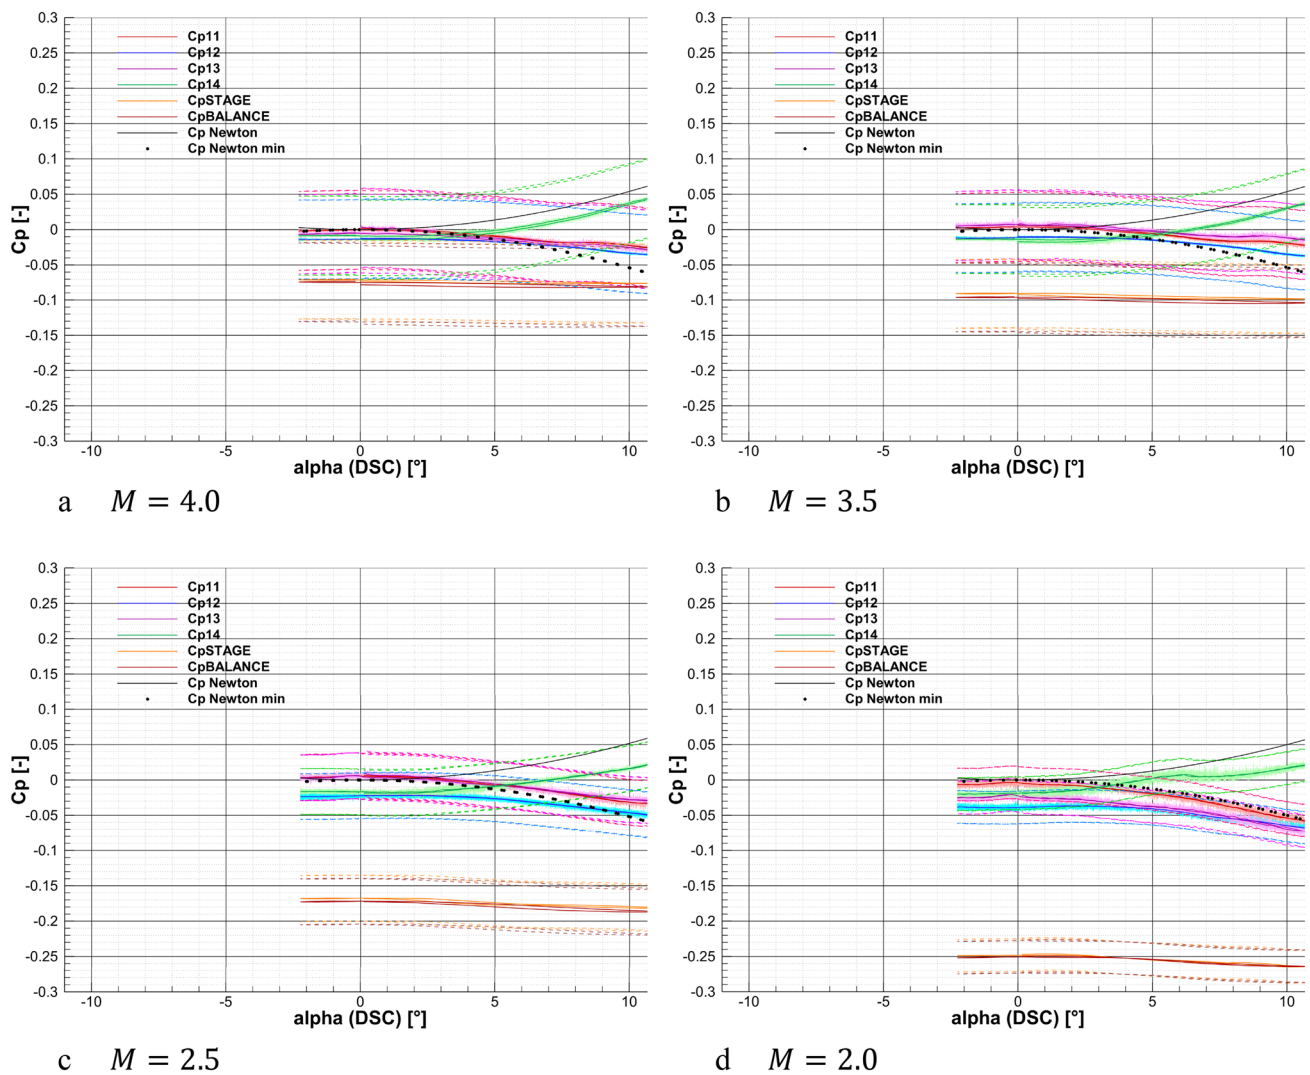 0.3
0.25
0.2
0.15
0.1
0.05
0
-0.05
-0.1
-0.15
-0.2
-0.25
-0.3
Cp [-]
Cp11
Cp12
Cp13
Cp14
CpSTAGE
CpBALANCE
Cp Newton
Cp Newton min
-10 -5 0 5 10
alpha (DSC) [°]
a M = 4.0
0.3
0.25
0.2
0.15
0.1
0.05
0
-0.05
-0.1
-0.15
-0.2
-0.25
-0.3
Cp [-]
Cp11
Cp12
Cp13
Cp14
CpSTAGE
CpBALANCE
Cp Newton
Cp Newton min
-10 -5 0 5 10
alpha (DSC) [°]
b M = 3.5
0.3
0.25
0.2
0.15
0.1
0.05
0
-0.05
-0.1
-0.15
-0.2
-0.25
-0.3
Cp [-]
Cp11
Cp12
Cp13
Cp14
CpSTAGE
CpBALANCE
Cp Newton
Cp Newton min
-10 -5 0 5 10
alpha (DSC) [°]
c M = 2.5
0.3
0.25
0.2
0.15
0.1
0.05
0
-0.05
-0.1
-0.15
-0.2
-0.25
-0.3
Cp [-]
Cp11
Cp12
Cp13
Cp14
CpSTAGE
CpBALANCE
Cp Newton
Cp Newton min
-10 -5 0 5 10
alpha (DSC) [°]
d M = 2.0